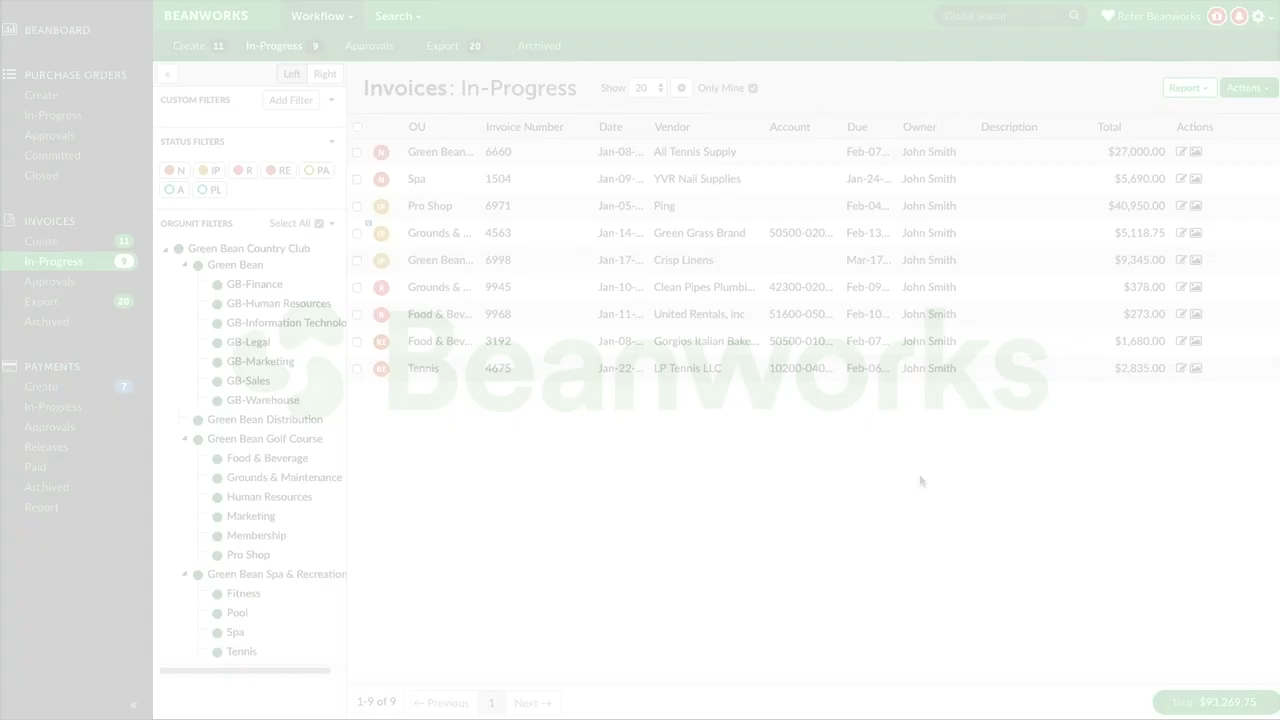 BEANWORKS Workflow Search Global Search Refer Beanworks
Create 11 In-Progress 9 Approvals Export 20 Archived
BEANBOARD
PURCHASE ORDERS
Create
In-Progress
Approvals
Committed
Closed
INVOICES
Create 11
In-Progress 9
Approvals
Export 20
Archived
PAYMENTS
Create 7
In-Progress
Approvals
Releases
Paid
Archived
Report
«
« Left Right
CUSTOM FILTERS Add Filter
STATUS FILTERS
N IP R RE PA
A PL
ORGUNIT FILTERS Select All
Green Bean Country Club
Green Bean
GB-Finance
GB-Human Resources
GB-Information Technolo
GB-Legal
GB-Marketing
GB-Sales
GB-Warehouse
Green Bean Distribution
Green Bean Golf Course
Food & Beverage
Grounds & Maintenance
Human Resources
Marketing
Membership
Pro Shop
Green Bean Spa & Recreation
Fitness
Pool
Spa
Tennis
Invoices: In-Progress Show 20 Only Mine Report Actions
OU Invoice Number Date Vendor Account Due Owner Description Total Actions
N Green Bean... 6660 Jan-08-... All Tennis Supply Feb-07... John Smith $27,000.00
N Spa 1504 Jan-09-... YVR Nail Supplies Jan-24-... John Smith $5,690.00
IP Pro Shop 6971 Jan-05-... Ping Feb-04... John Smith $40,950.00
IP Grounds & ... 4563 Jan-14-... Green Grass Brand 50500-020... Feb-13... John Smith $5,118.75
IP Green Bean... 6998 Jan-17-... Crisp Linens Mar-17... John Smith $9,345.00
R Grounds & ... 9945 Jan-10-... Clean Pipes Plumbi... 42300-020... Feb-09... John Smith $378.00
R Food & Bev... 9968 Jan-11-... United Rentals, Inc 51600-050... Feb-10... John Smith $273.00
RE Food & Bev... 3192 Jan-08-... Gorgios Italian Bake... 50500-010... Feb-07... John Smith $1,680.00
RE Tennis 4675 Jan-22-... LP Tennis LLC 10200-040... Feb-06... John Smith $2,835.00
Beanworks
1-9 of 9 ← Previous 1 Next → Total: $93,269.75